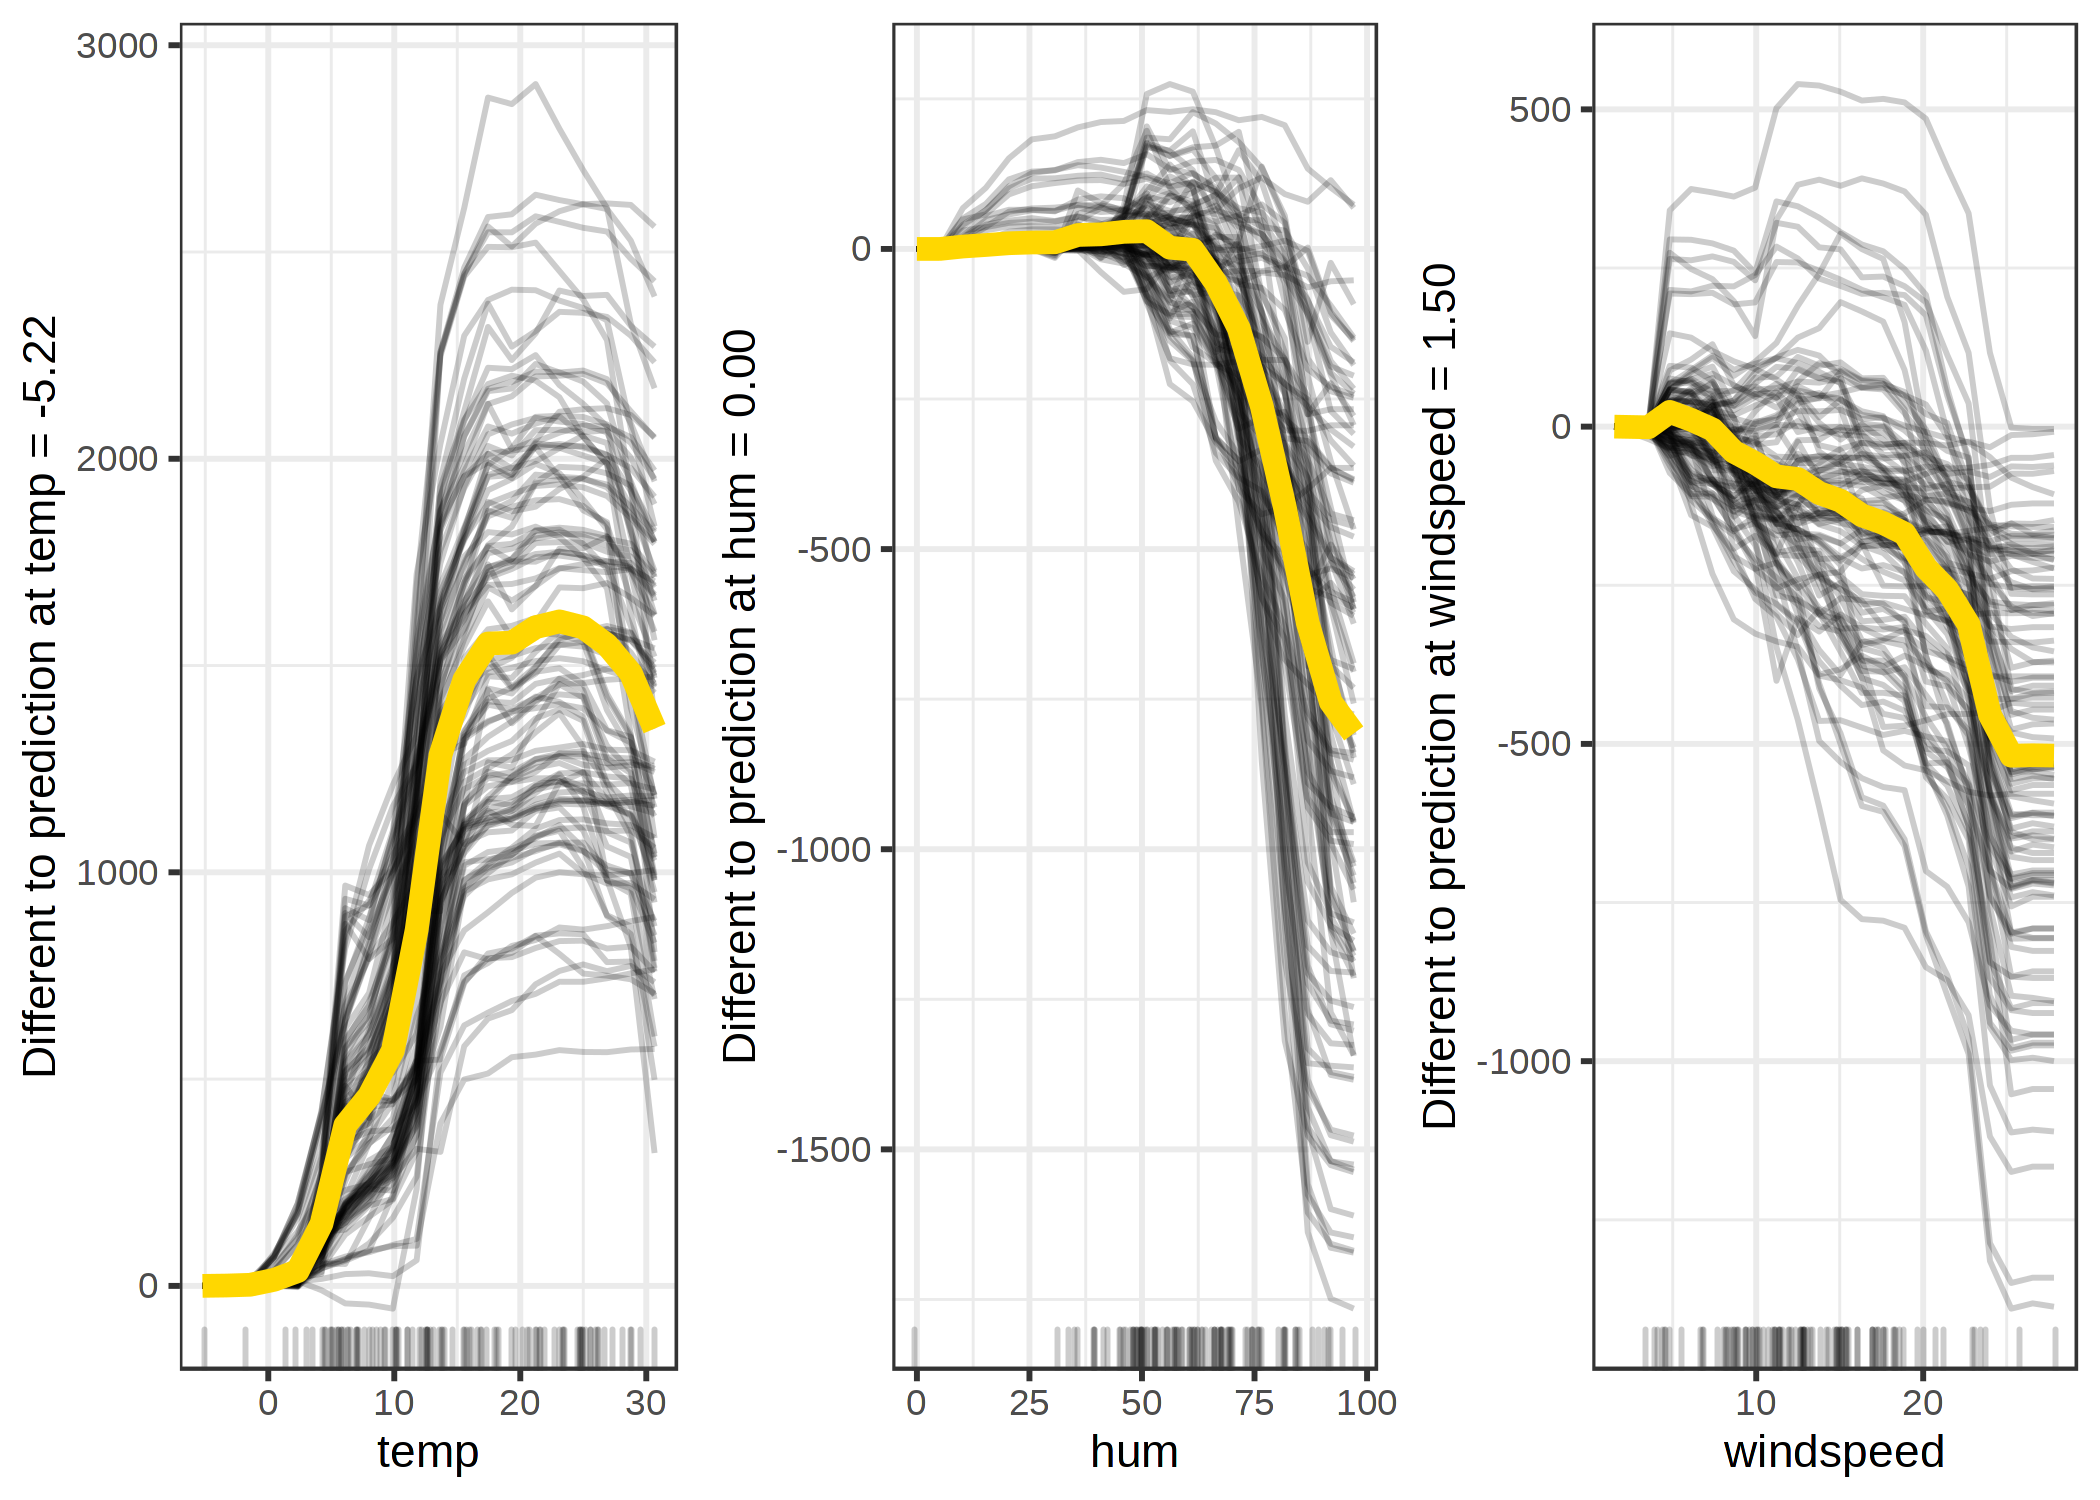 Different to prediction at temp = -5.22
3000
2000
1000
0
0 10 20 30
temp
Different to prediction at hum = 0.00
0
-500
-1000
-1500
0 25 50 75 100
hum
Different to prediction at windspeed = 1.50
500
0
-500
-1000
10 20
windspeed